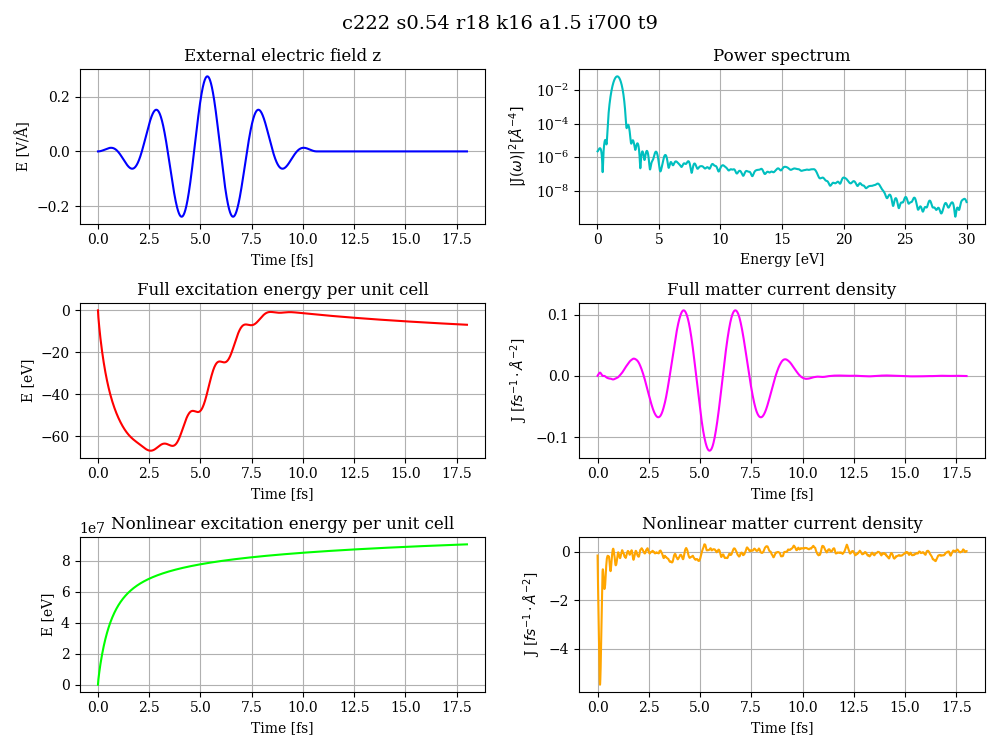 c222 s0.54 r18 k16 a1.5 i700 t9
External electric field z
E [V/Å]
0.2
0.0
−0.2
0.0 2.5 5.0 7.5 10.0 12.5 15.0 17.5
Time [fs]
Power spectrum
|J(ω)|²[Å⁻⁴]
10⁻²
10⁻⁴
10⁻⁶
10⁻⁸
0 5 10 15 20 25 30
Energy [eV]
Full excitation energy per unit cell
E [eV]
0
−20
−40
−60
0.0 2.5 5.0 7.5 10.0 12.5 15.0 17.5
Time [fs]
Full matter current density
J [fs⁻¹·Å⁻²]
0.1
0.0
−0.1
0.0 2.5 5.0 7.5 10.0 12.5 15.0 17.5
Time [fs]
Nonlinear excitation energy per unit cell
1e7
E [eV]
8
6
4
2
0
0.0 2.5 5.0 7.5 10.0 12.5 15.0 17.5
Time [fs]
Nonlinear matter current density
J [fs⁻¹·Å⁻²]
0
−2
−4
0.0 2.5 5.0 7.5 10.0 12.5 15.0 17.5
Time [fs]